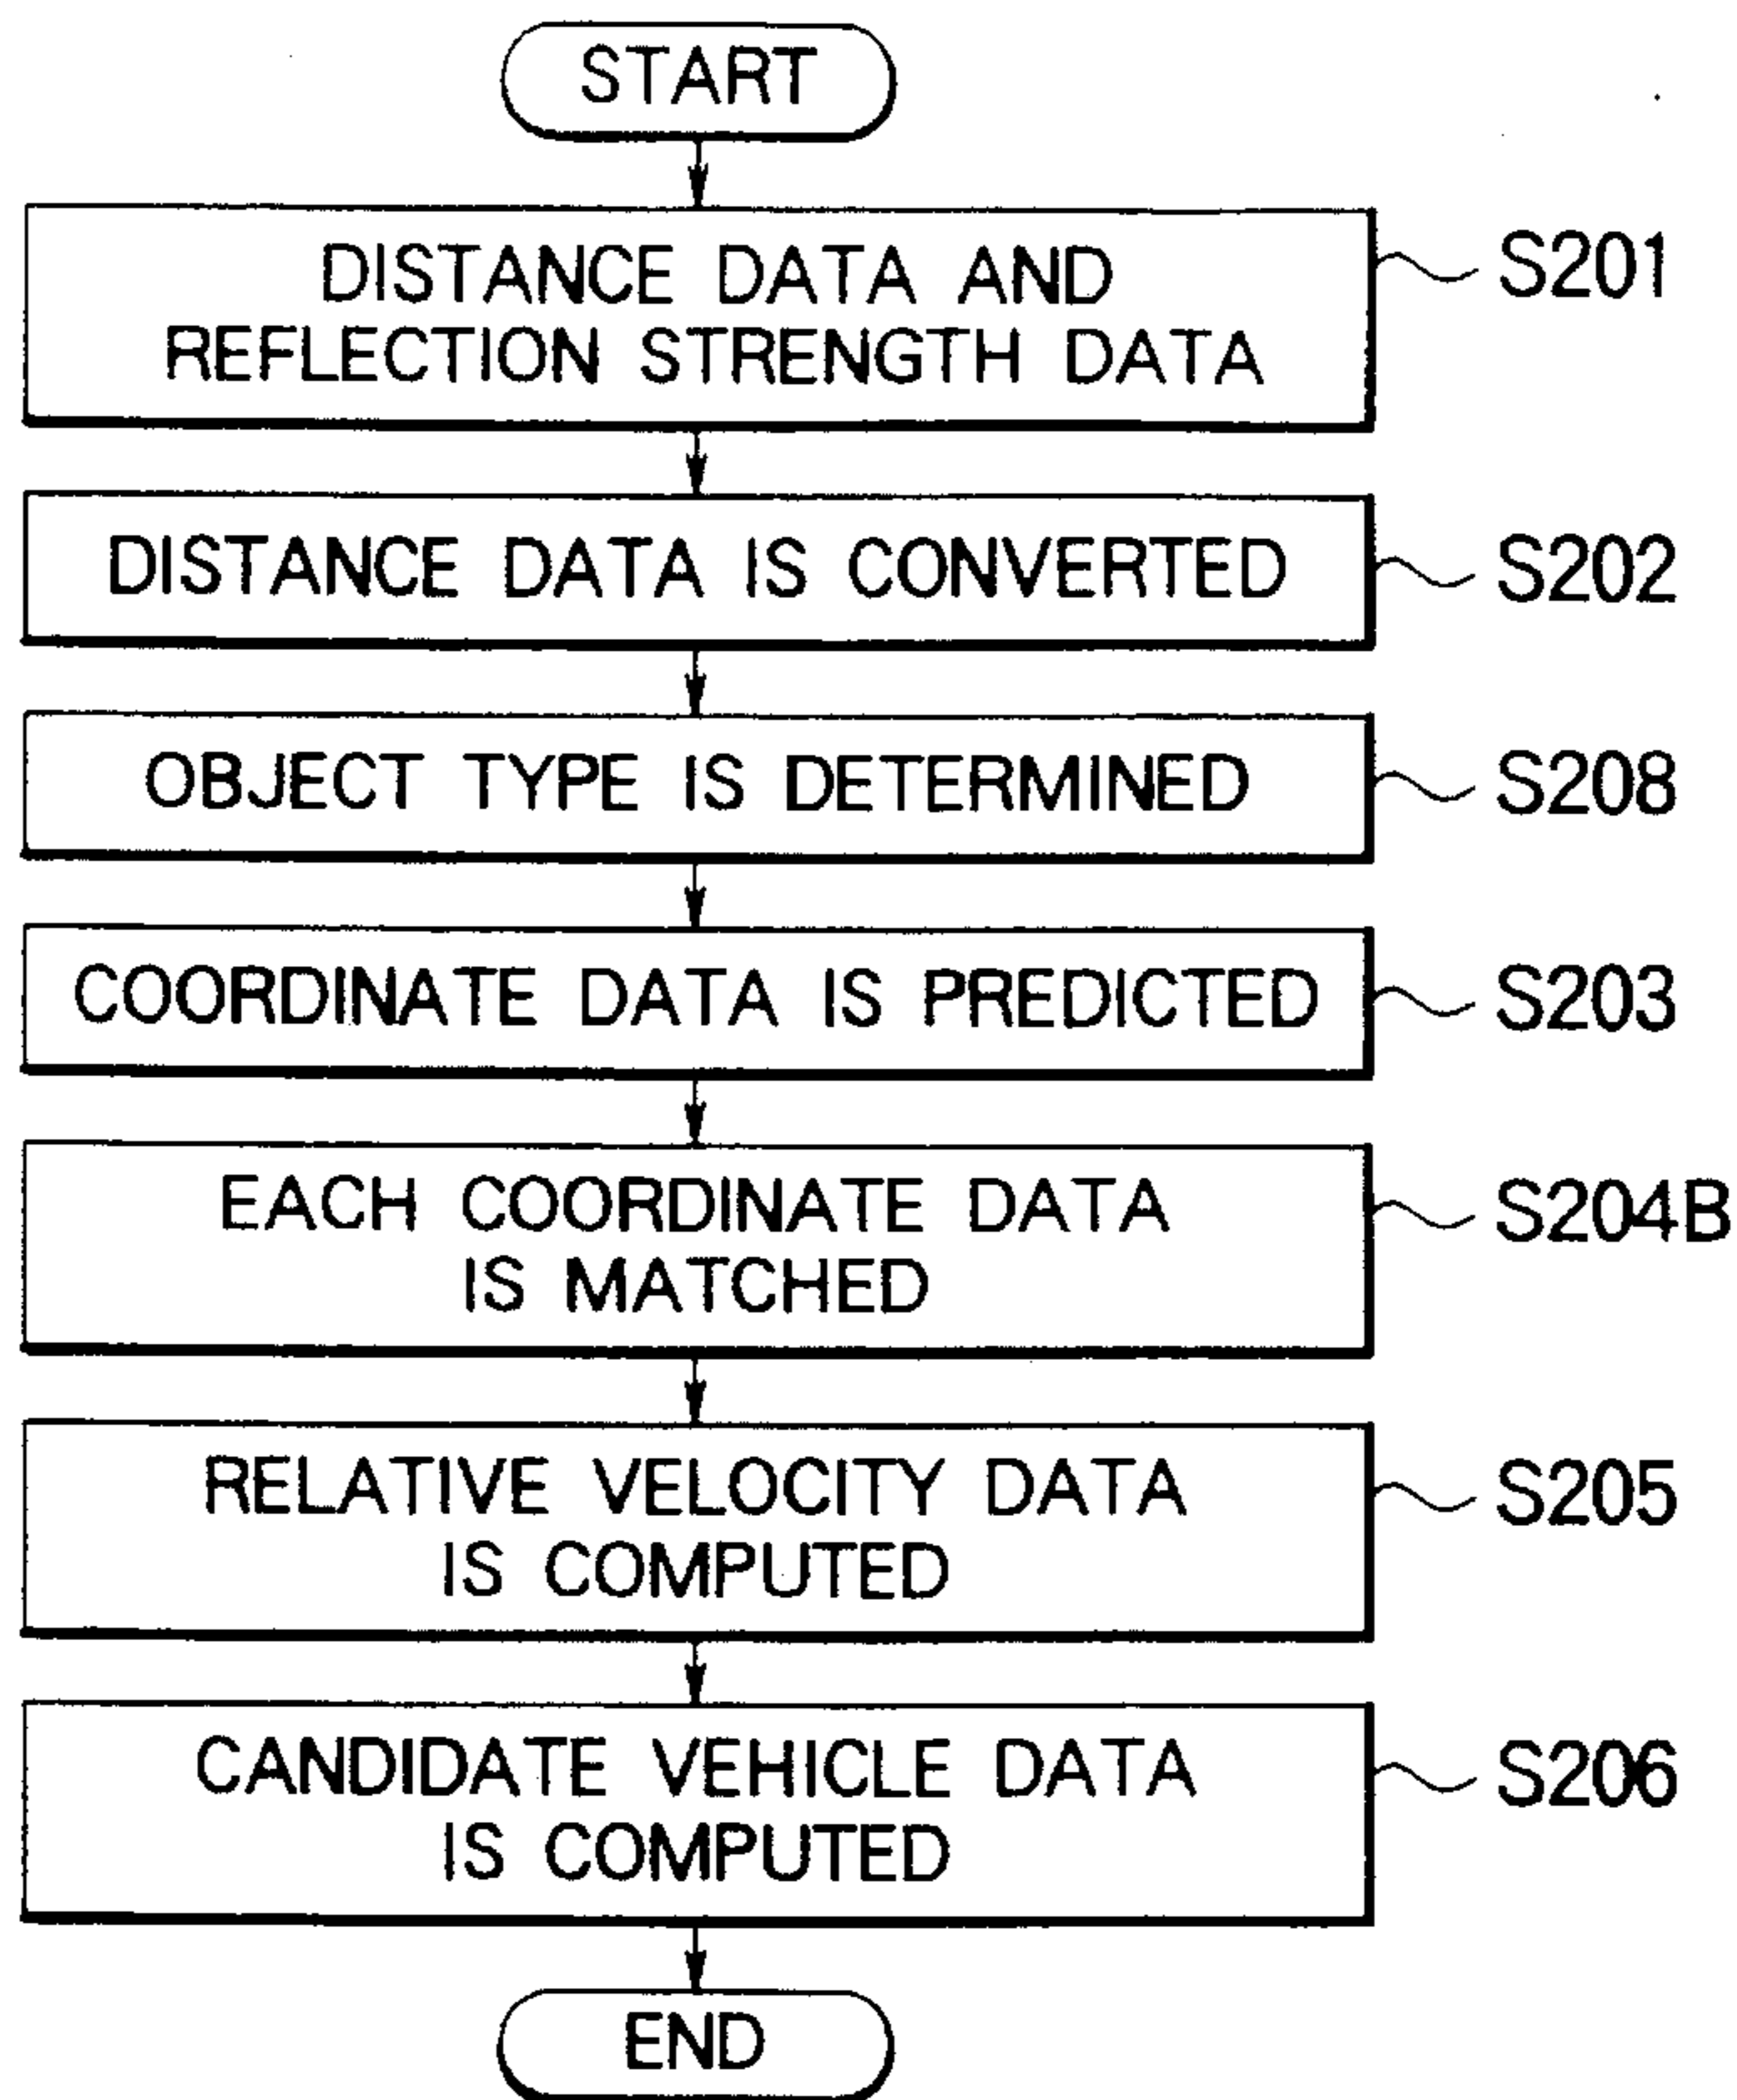 START
DISTANCE DATA AND
REFLECTION STRENGTH DATA
S201
DISTANCE DATA IS CONVERTED
S202
OBJECT TYPE IS DETERMINED
S208
COORDINATE DATA IS PREDICTED
S203
EACH COORDINATE DATA
IS MATCHED
S204B
RELATIVE VELOCITY DATA
IS COMPUTED
S205
CANDIDATE VEHICLE DATA
IS COMPUTED
S206
END